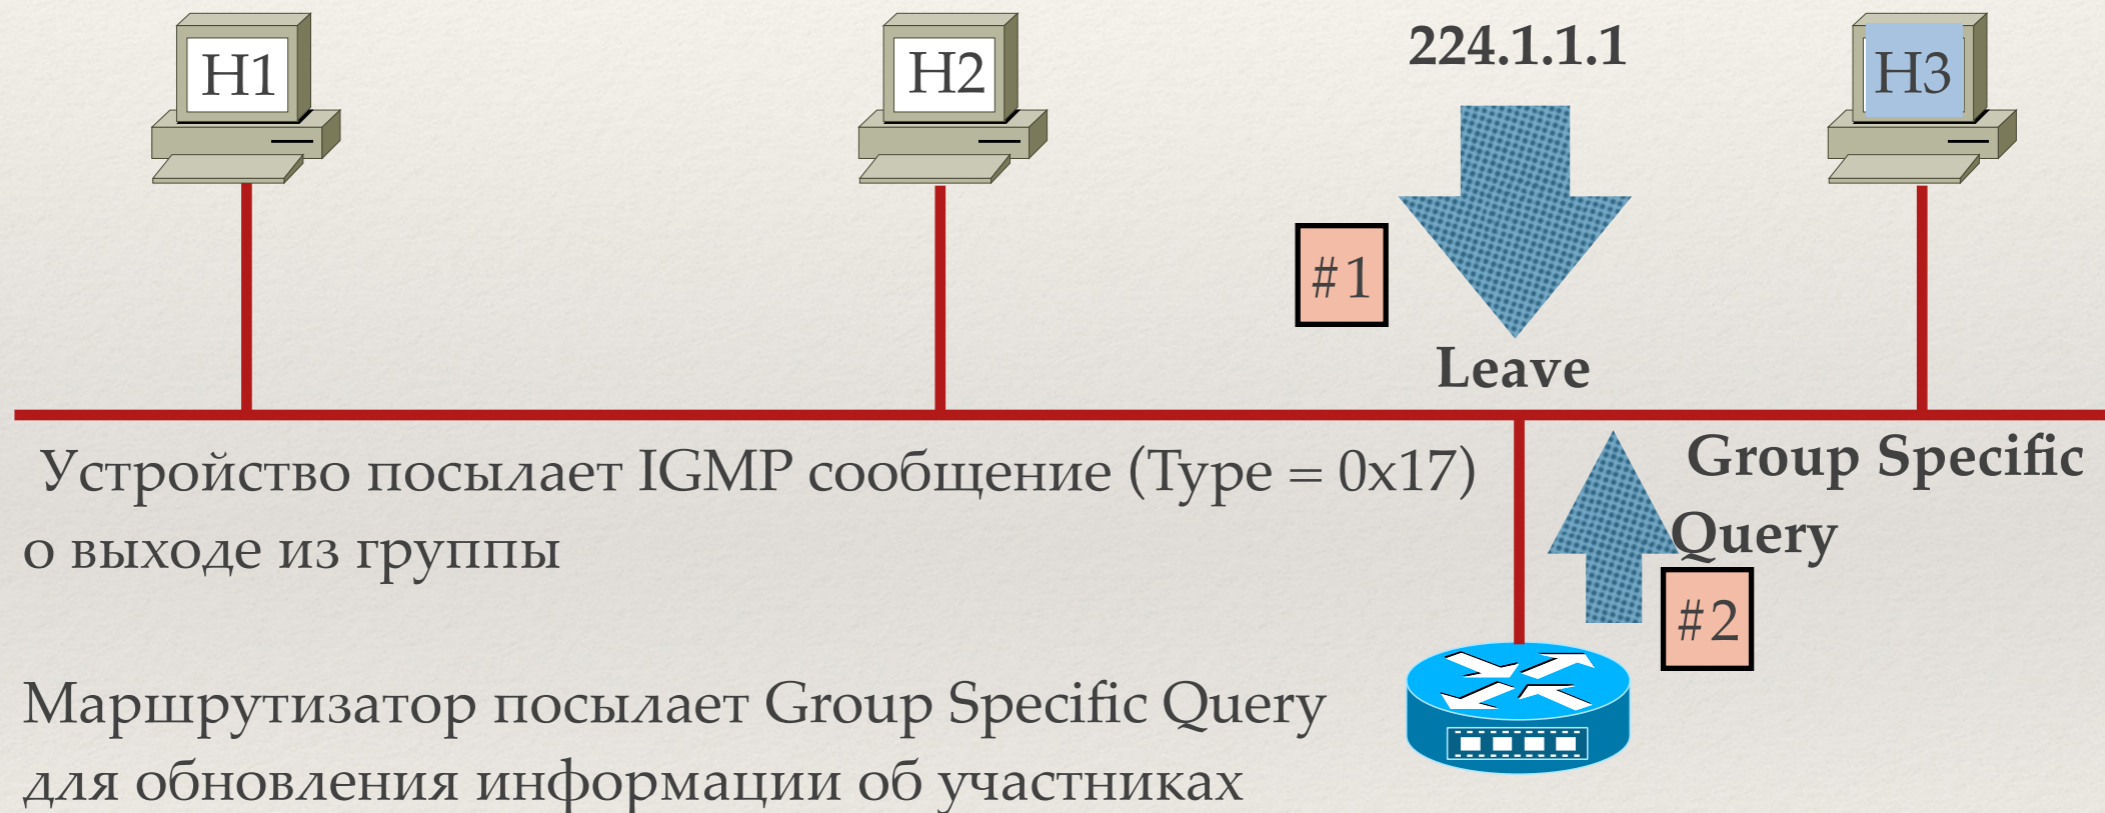 H1
H2
224.1.1.1
H3
#1
Leave
Устройство посылает IGMP сообщение (Type = 0x17)
о выходе из группы
Group Specific
Query
#2
Маршрутизатор посылает Group Specific Query
для обновления информации об участниках